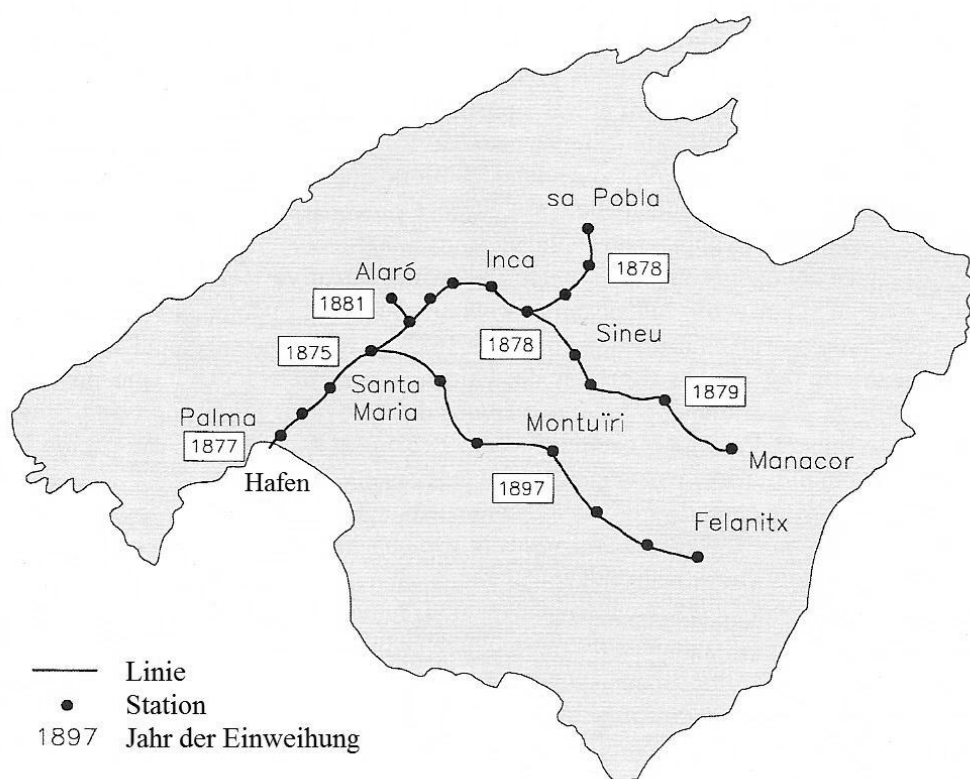 sa Pobla
Inca
1878
Alaró
1881
Sineu
1878
1875
1879
Santa
Maria
Palma
1877
Montuïri
Manacor
Hafen
1897
Felanitx
Linie
Station
1897 Jahr der Einweihung